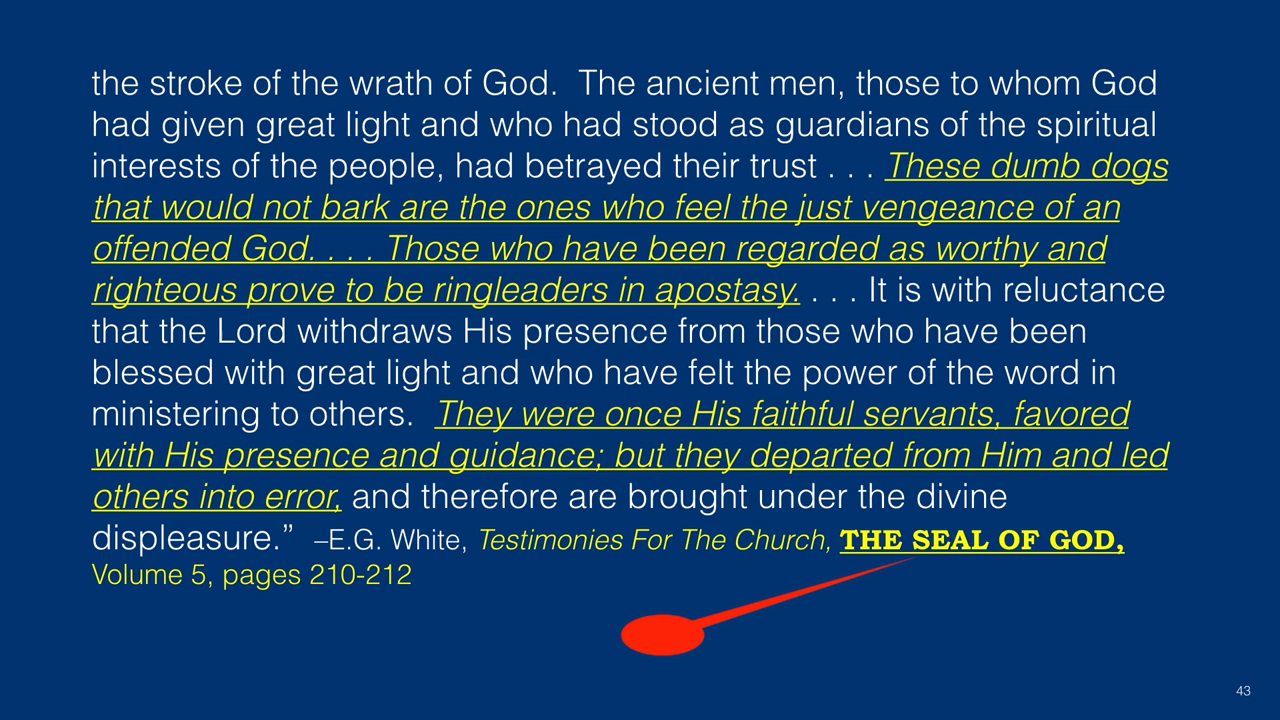 the stroke of the wrath of God.  The ancient men, those to whom God
had given great light and who had stood as guardians of the spiritual
interests of the people, had betrayed their trust . . . These dumb dogs
that would not bark are the ones who feel the just vengeance of an
offended God. . . . Those who have been regarded as worthy and
righteous prove to be ringleaders in apostasy. . . . It is with reluctance
that the Lord withdraws His presence from those who have been
blessed with great light and who have felt the power of the word in
ministering to others.  They were once His faithful servants, favored
with His presence and guidance; but they departed from Him and led
others into error, and therefore are brought under the divine
displeasure.”  –E.G. White, Testimonies For The Church, THE SEAL OF GOD,
Volume 5, pages 210-212
43